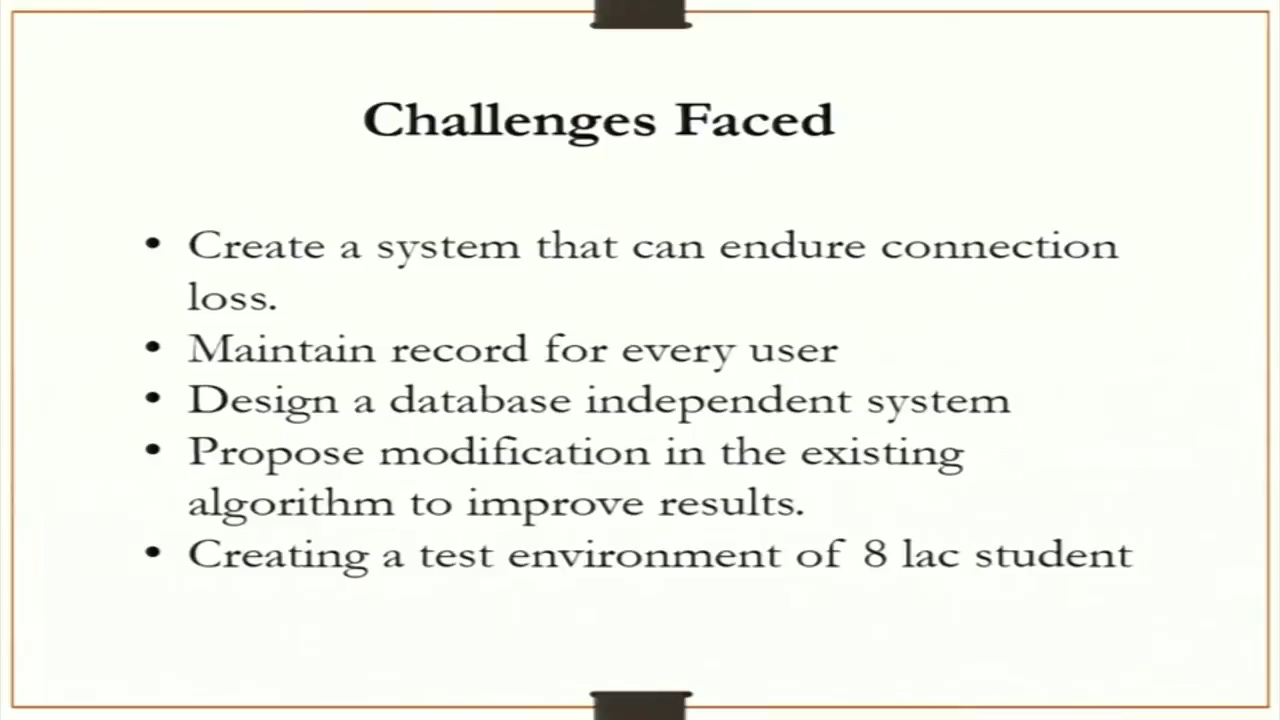 Challenges Faced
• Create a system that can endure connection
loss.
• Maintain record for every user
• Design a database independent system
• Propose modification in the existing
algorithm to improve results.
• Creating a test environment of 8 lac student